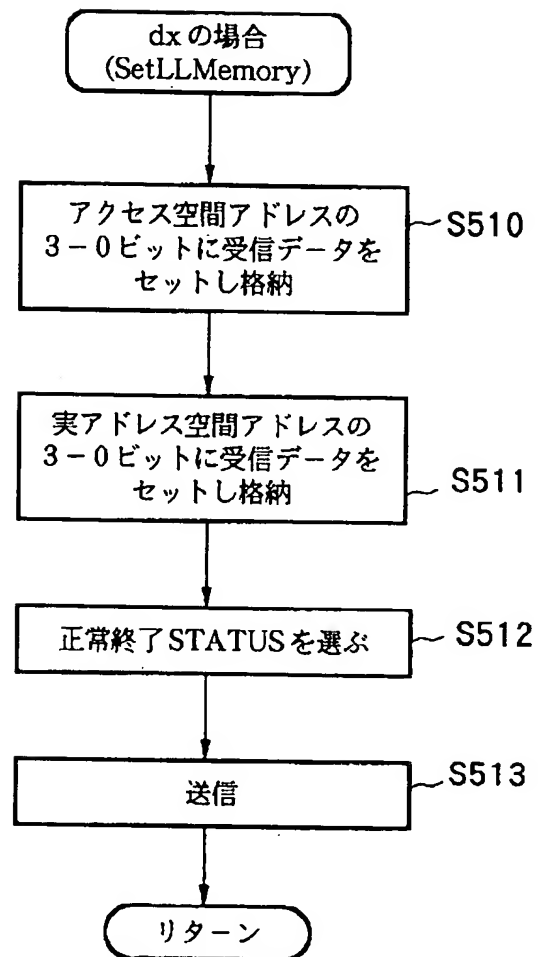 dxの場合
(SetLLMemory)
アクセス空間アドレスの
3-0ビットに受信データを
セットし格納
S510
実アドレス空間アドレスの
3-0ビットに受信データを
セットし格納
S511
正常終了STATUSを選ぶ
S512
送信
S513
リターン